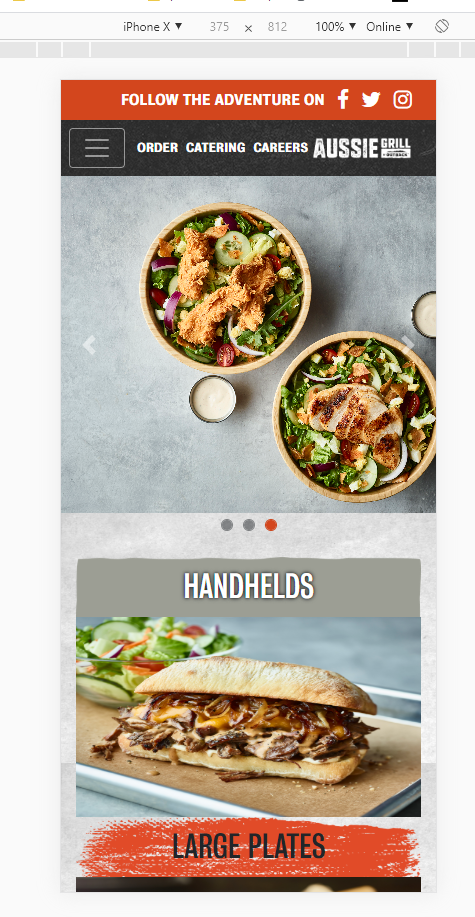 iPhone X ▼ 375 × 812 100% ▼ Online ▼
FOLLOW THE ADVENTURE ON
ORDER CATERING CAREERS AUSSIE GRILL
BY OUTBACK
HANDHELDS
LARGE PLATES